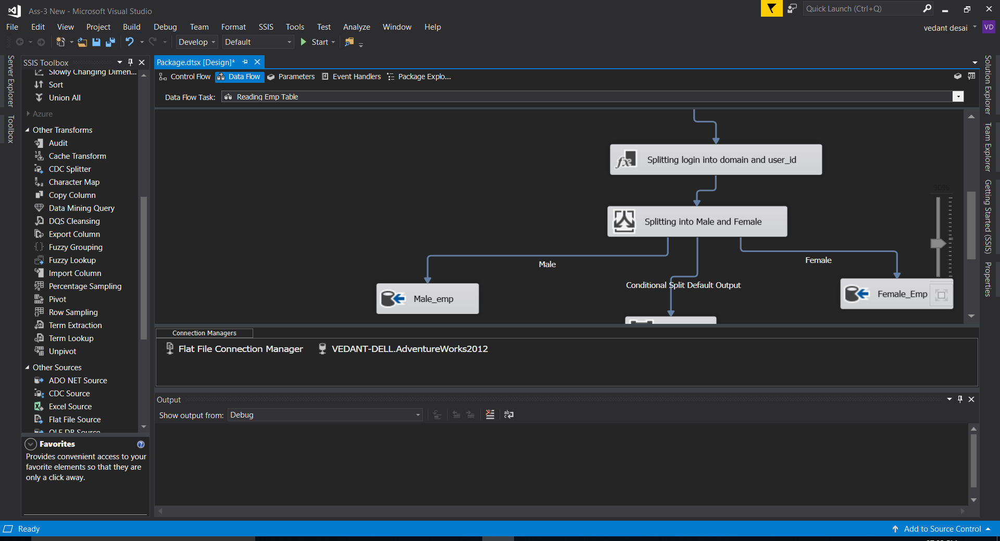 Ass-3 New - Microsoft Visual Studio
Quick Launch (Ctrl+Q)
File Edit View Project Build Debug Team Format SSIS Tools Test Analyze Window Help
vedant desai VD
Develop Default Start
Server Explorer
Toolbox
SSIS Toolbox
Slowly Changing Dimen...
Sort
Union All
Azure
Other Transforms
Audit
Cache Transform
CDC Splitter
Character Map
Copy Column
Data Mining Query
DQS Cleansing
Export Column
Fuzzy Grouping
Fuzzy Lookup
Import Column
Percentage Sampling
Pivot
Row Sampling
Term Extraction
Term Lookup
Unpivot
Other Sources
ADO NET Source
CDC Source
Excel Source
Flat File Source
OLE DB Source
Favorites
Provides convenient access to your
favorite elements so that they are
only a click away.
Package.dtsx [Design]*
Control Flow Data Flow Parameters Event Handlers Package Explo...
Data Flow Task: Reading Emp Table
fx Splitting login into domain and user_id
90%
Splitting into Male and Female
Male
Female
Conditional Split Default Output
Male_emp
Female_Emp
Connection Managers
Flat File Connection Manager VEDANT-DELL.AdventureWorks2012
Output
Show output from: Debug
Solution Explorer
Team Explorer
Getting Started (SSIS)
Properties
Ready
Add to Source Control